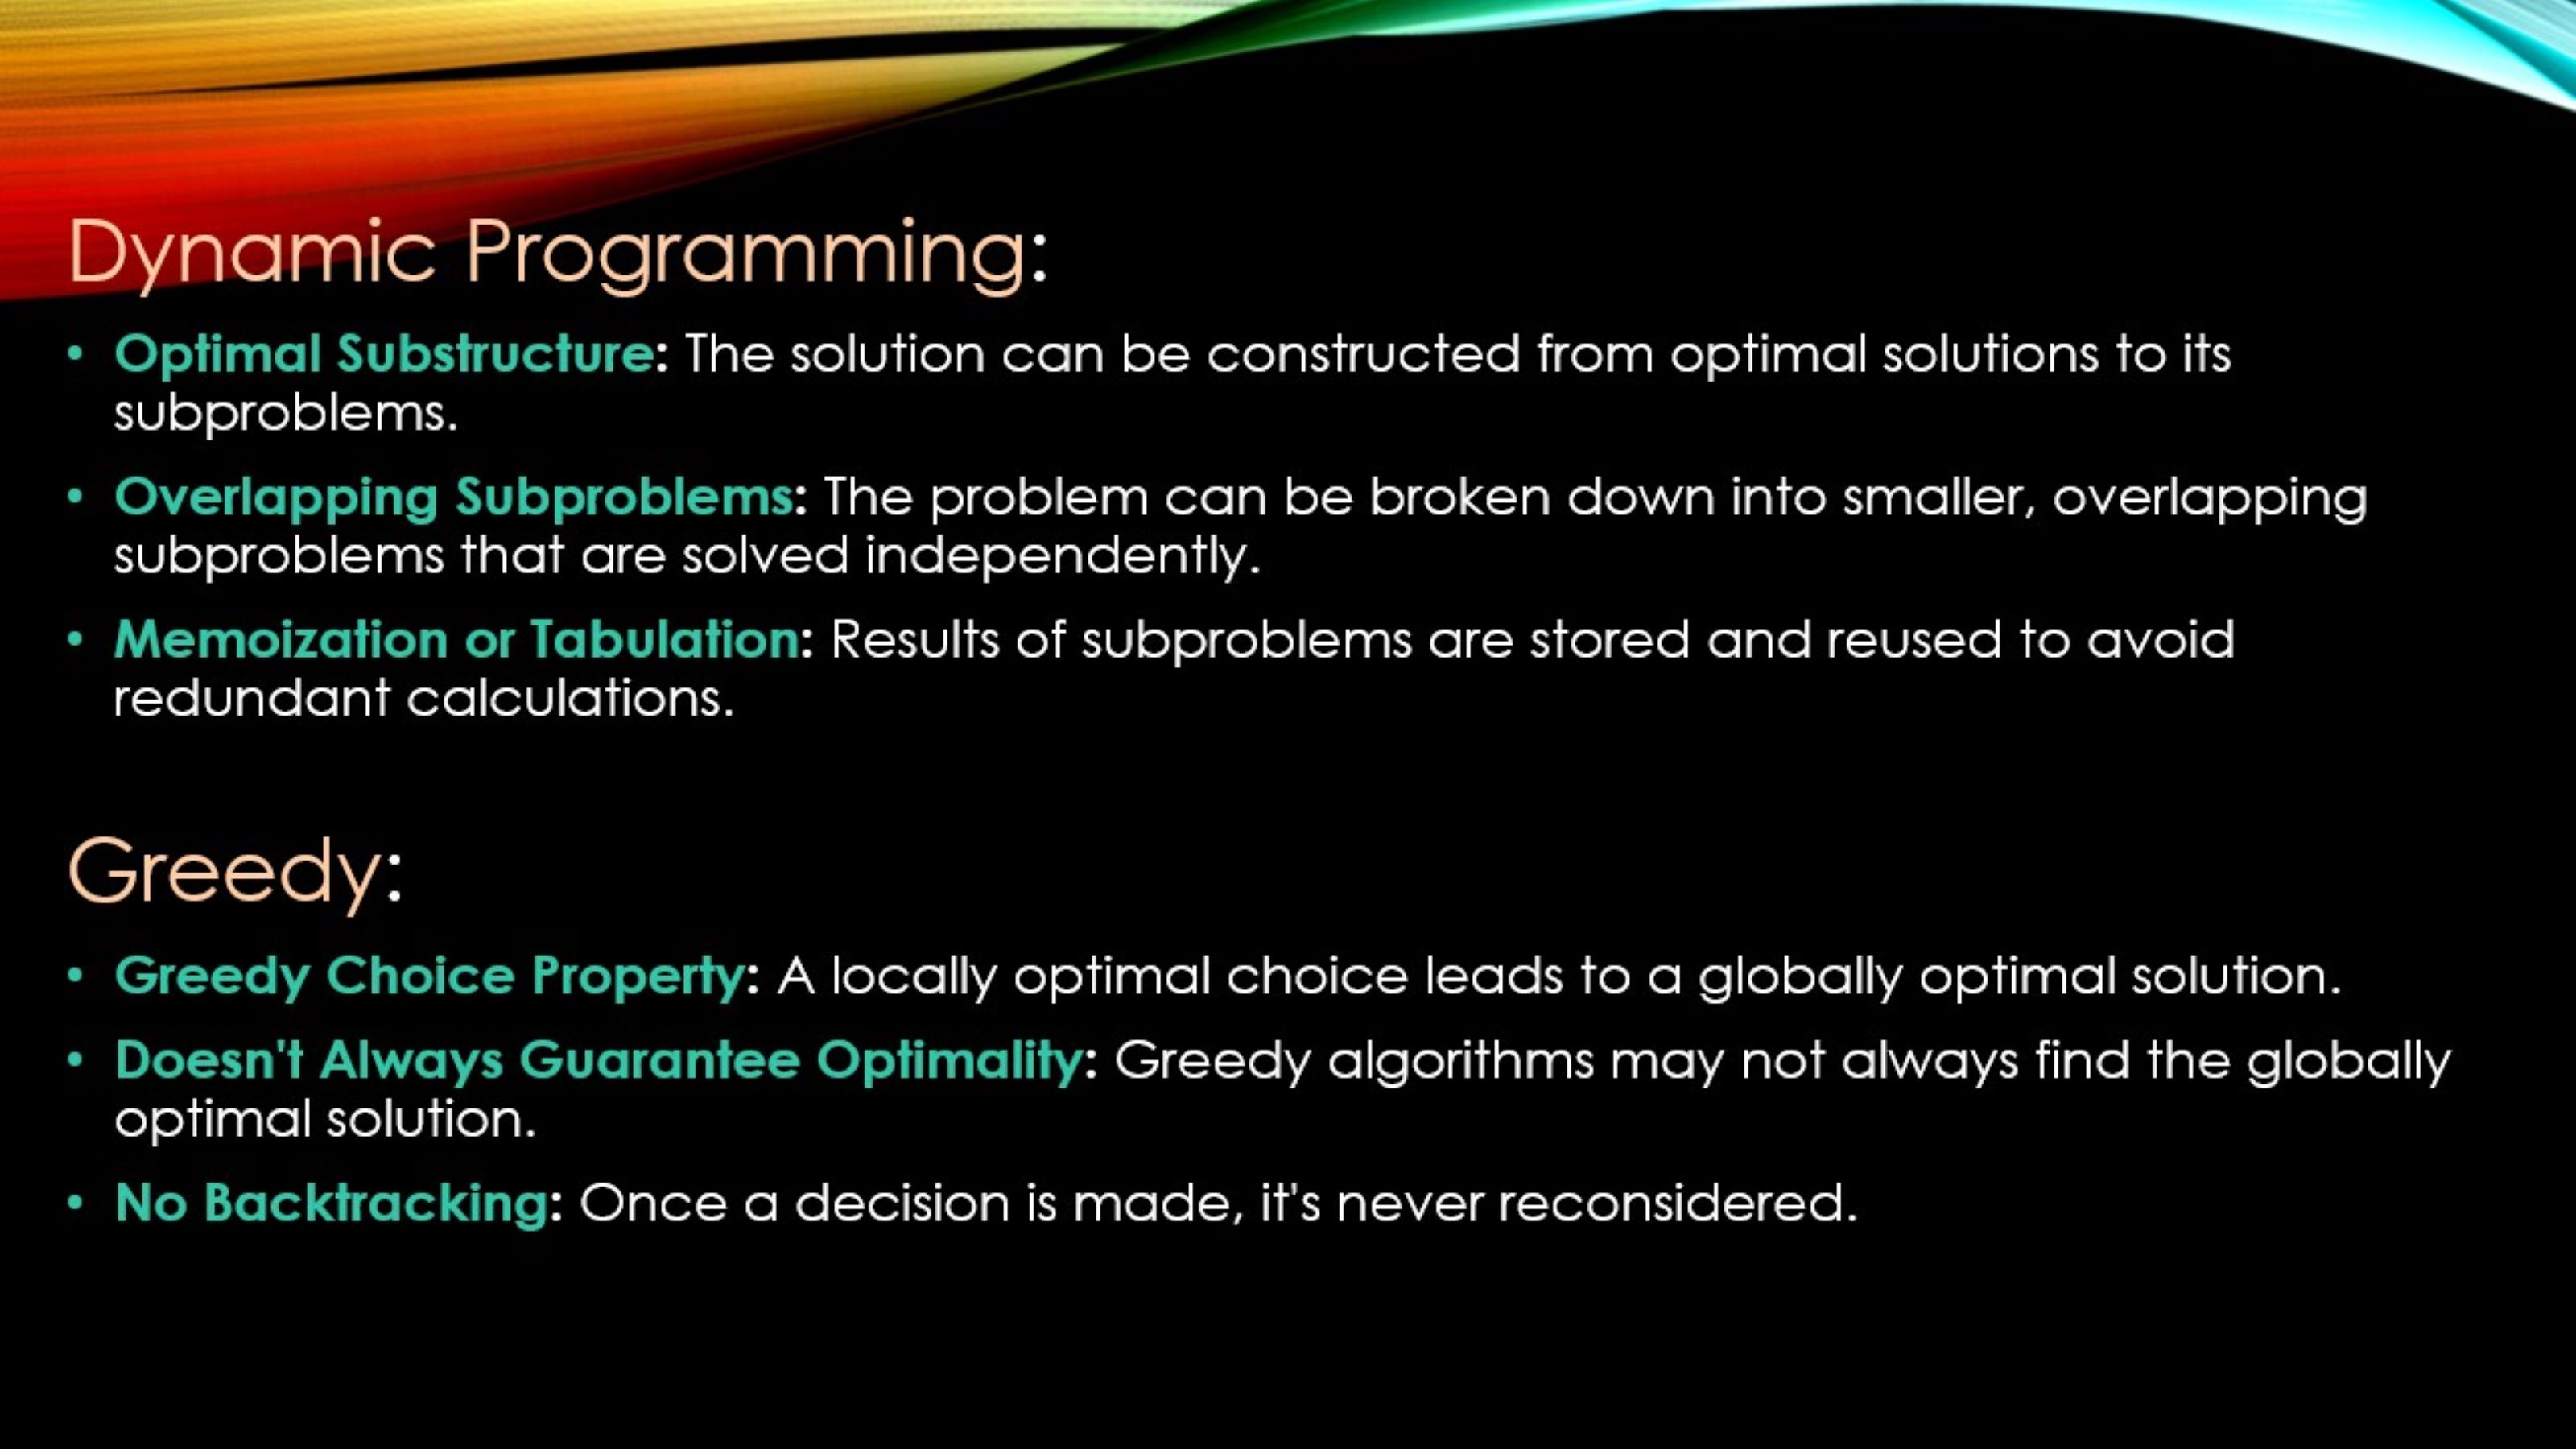 Dynamic Programming:
• Optimal Substructure: The solution can be constructed from optimal solutions to its
subproblems.
• Overlapping Subproblems: The problem can be broken down into smaller, overlapping
subproblems that are solved independently.
• Memoization or Tabulation: Results of subproblems are stored and reused to avoid
redundant calculations.
Greedy:
• Greedy Choice Property: A locally optimal choice leads to a globally optimal solution.
• Doesn't Always Guarantee Optimality: Greedy algorithms may not always find the globally
optimal solution.
• No Backtracking: Once a decision is made, it's never reconsidered.